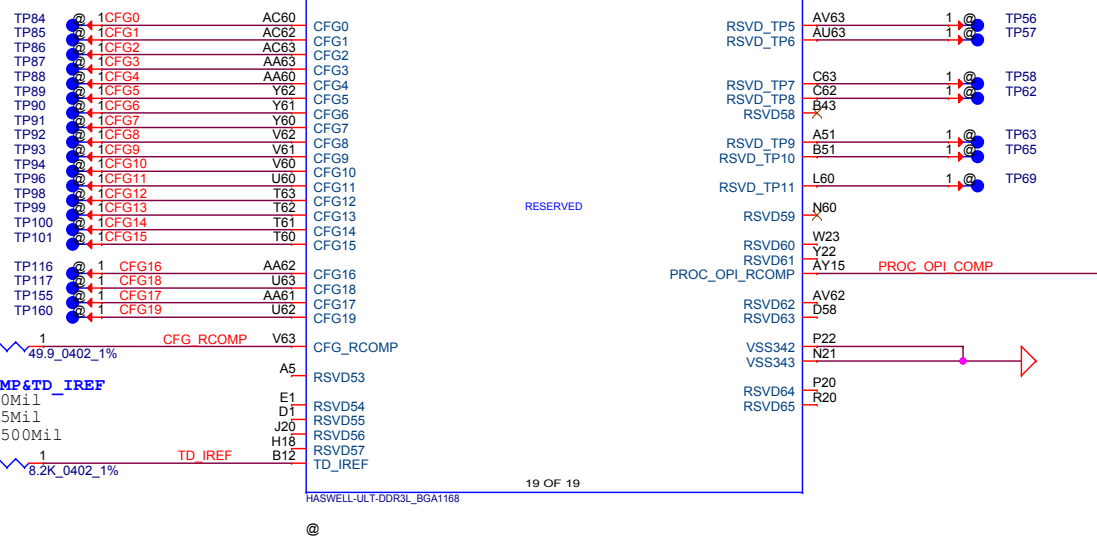 TP84 @ 1 CFG0 AC60 CFG0
TP85 @ 1 CFG1 AC62 CFG1
TP86 @ 1 CFG2 AC63 CFG2
TP87 @ 1 CFG3 AA63 CFG3
TP88 @ 1 CFG4 AA60 CFG4
TP89 @ 1 CFG5 Y62 CFG5
TP90 @ 1 CFG6 Y61 CFG6
TP91 @ 1 CFG7 Y60 CFG7
TP92 @ 1 CFG8 V62 CFG8
TP93 @ 1 CFG9 V61 CFG9
TP94 @ 1 CFG10 V60 CFG10
TP96 @ 1 CFG11 U60 CFG11
TP98 @ 1 CFG12 T63 CFG12
TP99 @ 1 CFG13 T62 CFG13
TP100 @ 1 CFG14 T61 CFG14
TP101 @ 1 CFG15 T60 CFG15
TP116 @ 1 CFG16 AA62 CFG16
TP117 @ 1 CFG18 U63 CFG18
TP155 @ 1 CFG17 AA61 CFG17
TP160 @ 1 CFG19 U62 CFG19
1 CFG_RCOMP V63 CFG_RCOMP
49.9_0402_1%
A5 RSVD53
MP&TD_IREF
0Mil
5Mil
500Mil
E1 RSVD54
D1 RSVD55
J20 RSVD56
H18 RSVD57
1 TD_IREF B12 TD_IREF
8.2K_0402_1%
RESERVED
RSVD_TP5 AV63 1 @ TP56
RSVD_TP6 AU63 1 @ TP57
RSVD_TP7 C63 1 @ TP58
RSVD_TP8 C62 1 @ TP62
RSVD58 B43
RSVD_TP9 A51 1 @ TP63
RSVD_TP10 B51 1 @ TP65
RSVD_TP11 L60 1 @ TP69
RSVD59 N60
RSVD60 W23
RSVD61 Y22
PROC_OPI_RCOMP AY15 PROC_OPI_COMP
RSVD62 AV62
RSVD63 D58
VSS342 P22
VSS343 N21
RSVD64 P20
RSVD65 R20
19 OF 19
HASWELL-ULT-DDR3L_BGA1168
@